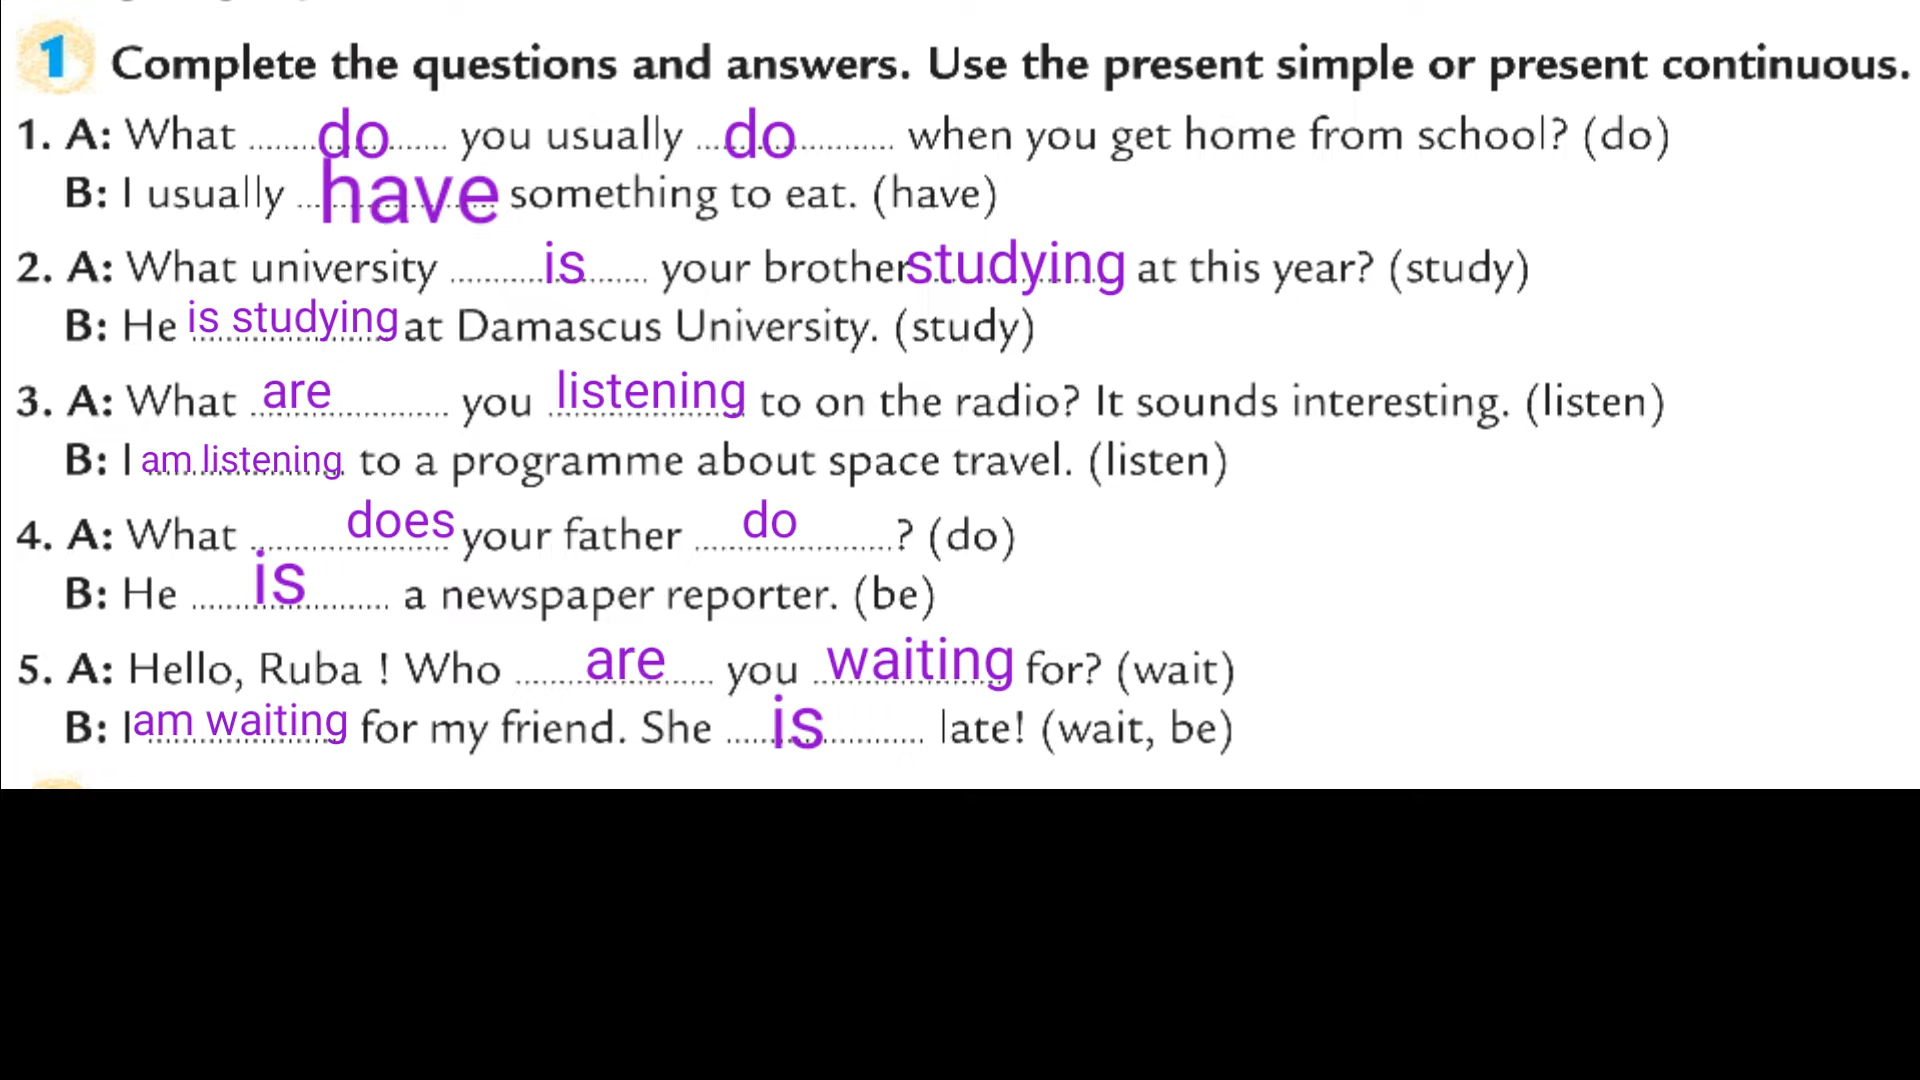 1 Complete the questions and answers. Use the present simple or present continuous.
1. A: What ......do...... you usually ...do............ when you get home from school? (do)
B: I usually ...have something to eat. (have)
2. A: What university ..........is....... your brother studying at this year? (study)
B: He is studying at Damascus University. (study)
3. A: What are ............ you listening to on the radio? It sounds interesting. (listen)
B: I am listening to a programme about space travel. (listen)
4. A: What ......... does your father ......do............? (do)
B: He ......is............ a newspaper reporter. (be)
5. A: Hello, Ruba ! Who .......are...... you waiting for? (wait)
B: I am waiting for my friend. She .....is........... late! (wait, be)